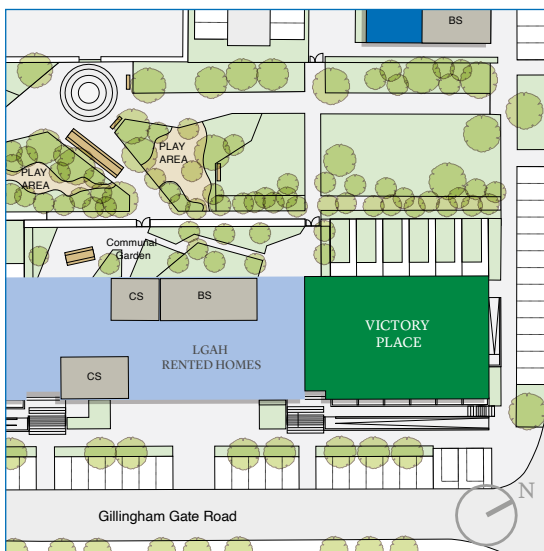 BS
PLAY
AREA
PLAY
AREA
Communal
Garden
CS
BS
VICTORY
PLACE
LGAH
RENTED HOMES
CS
N
Gillingham Gate Road